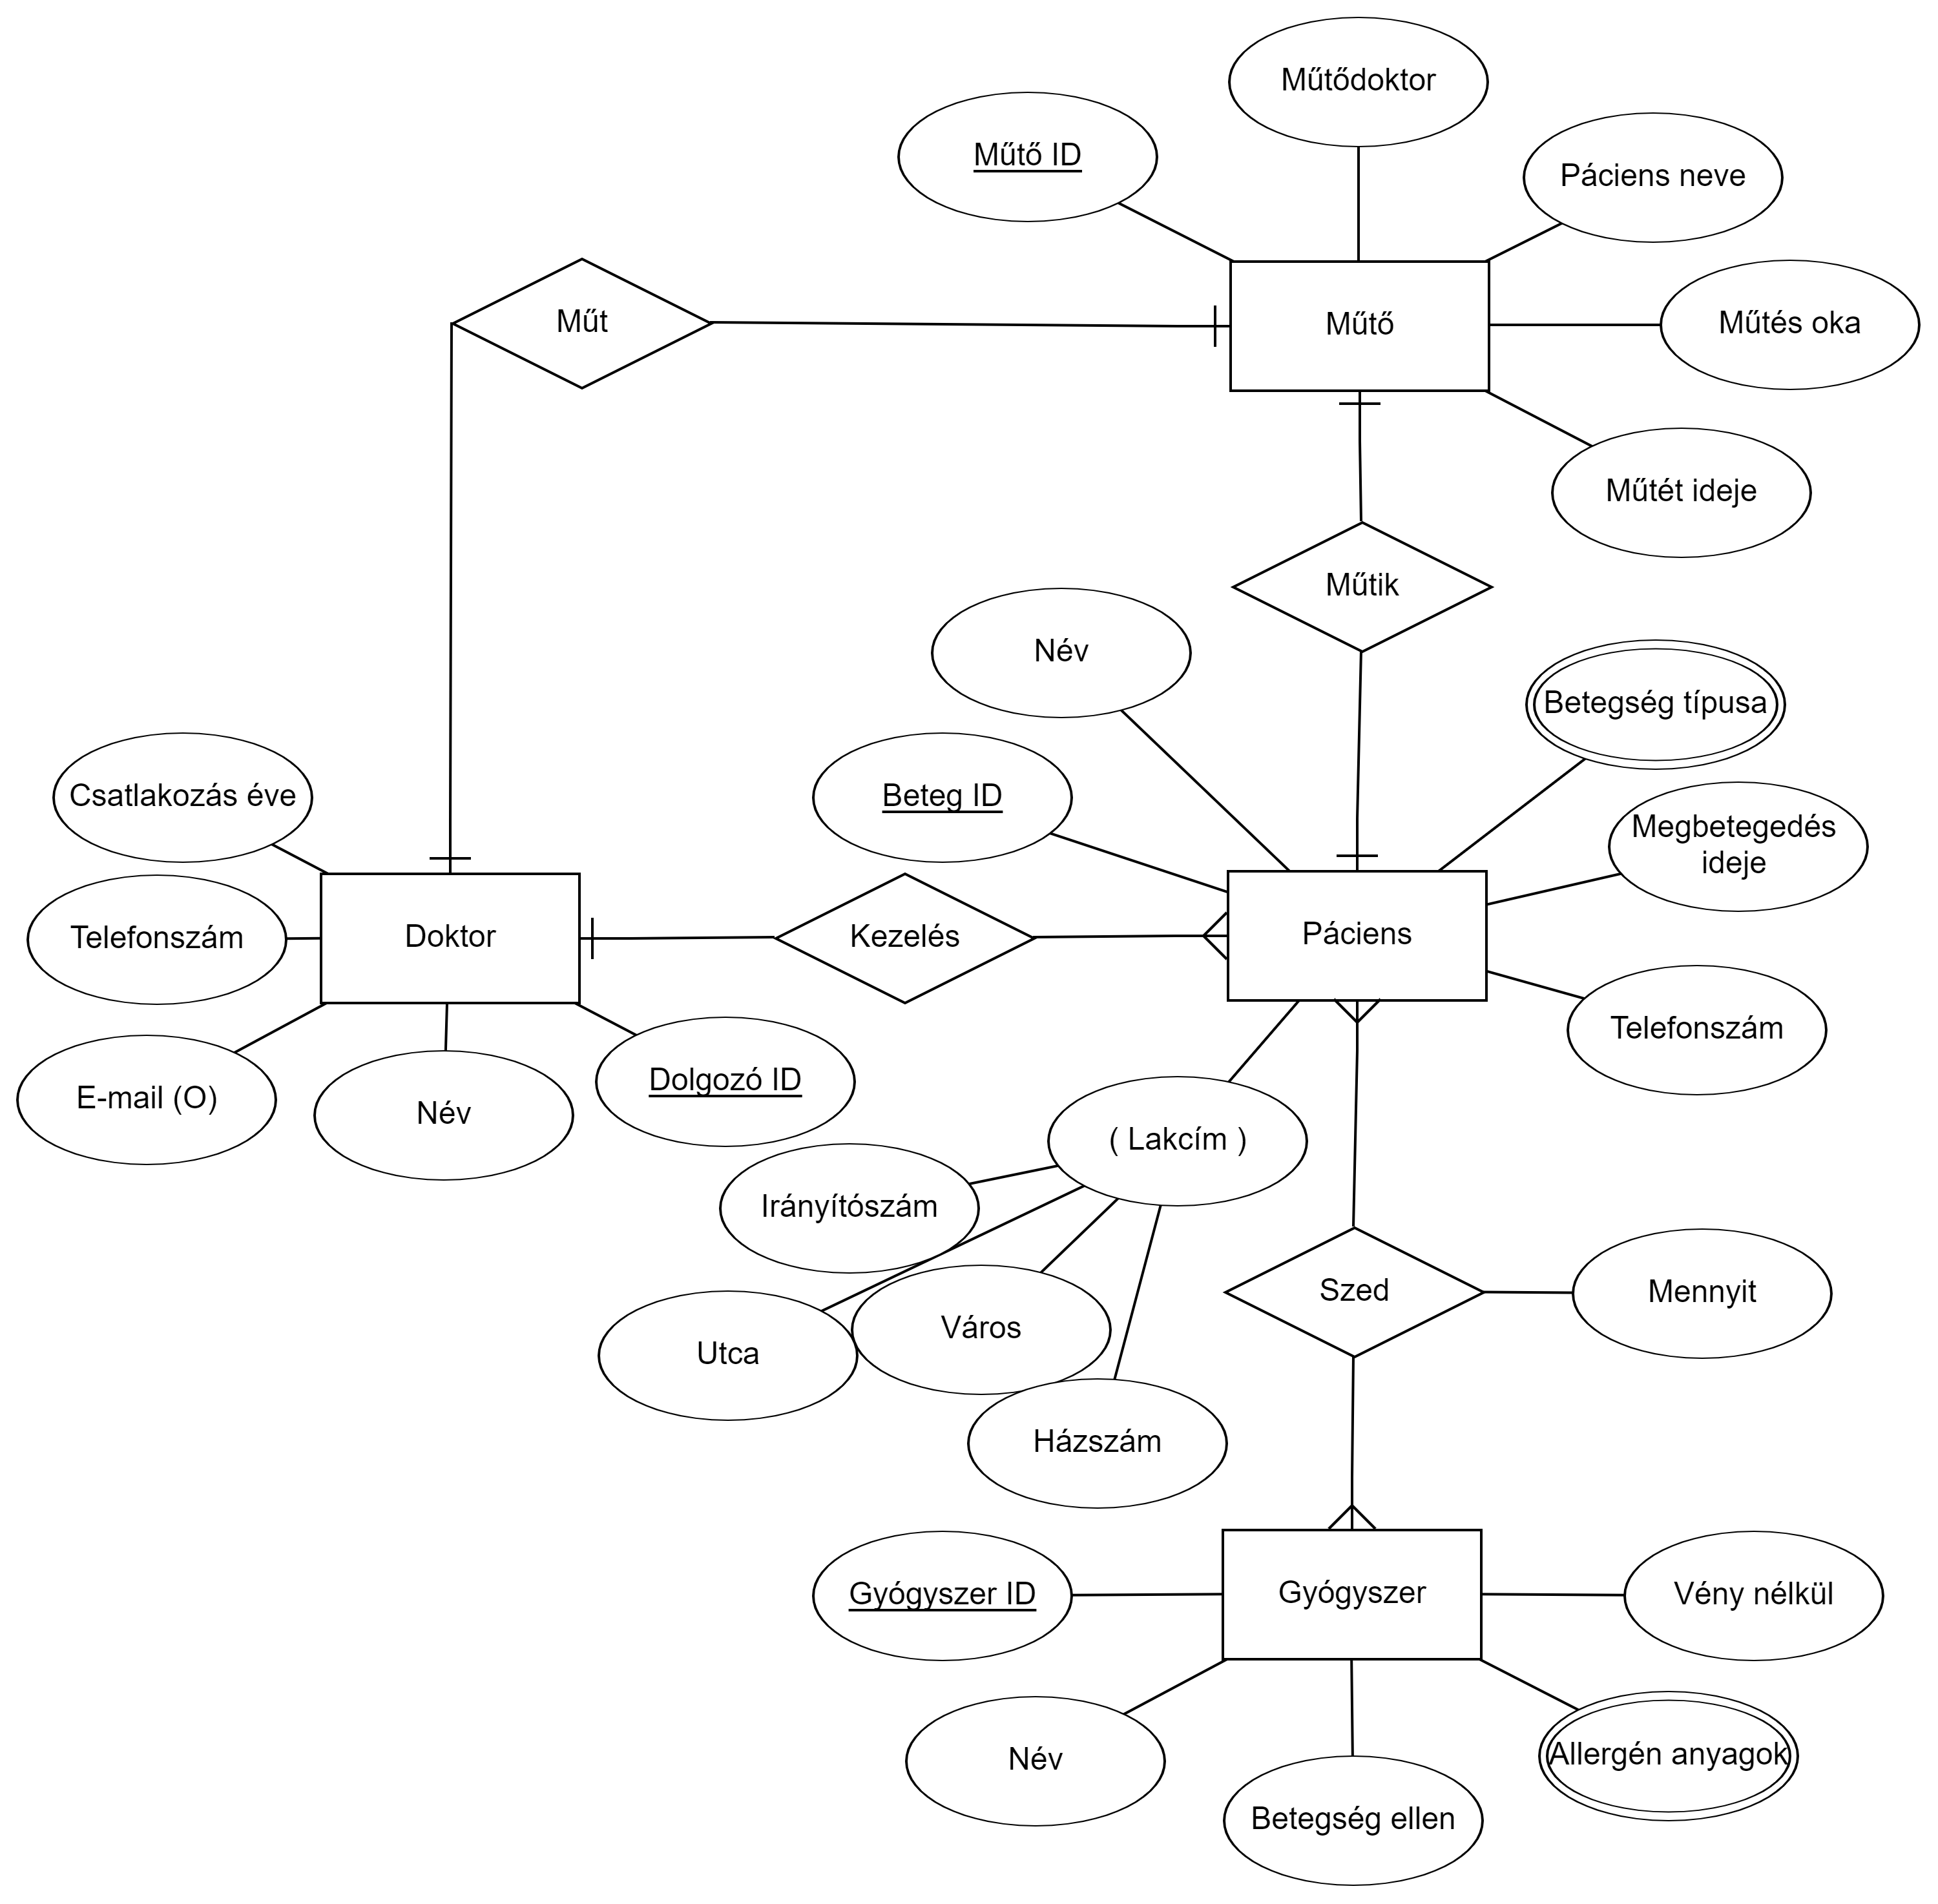 Műtődoktor
Műtő ID
Páciens neve
Műt
Műtő
Műtés oka
Műtét ideje
Műtik
Név
Betegség típusa
Csatlakozás éve
Beteg ID
Megbetegedés
ideje
Telefonszám
Doktor
Kezelés
Páciens
Telefonszám
E-mail (O)
Név
Dolgozó ID
( Lakcím )
Irányítószám
Utca
Város
Házszám
Szed
Mennyit
Gyógyszer ID
Gyógyszer
Vény nélkül
Név
Betegség ellen
Allergén anyagok